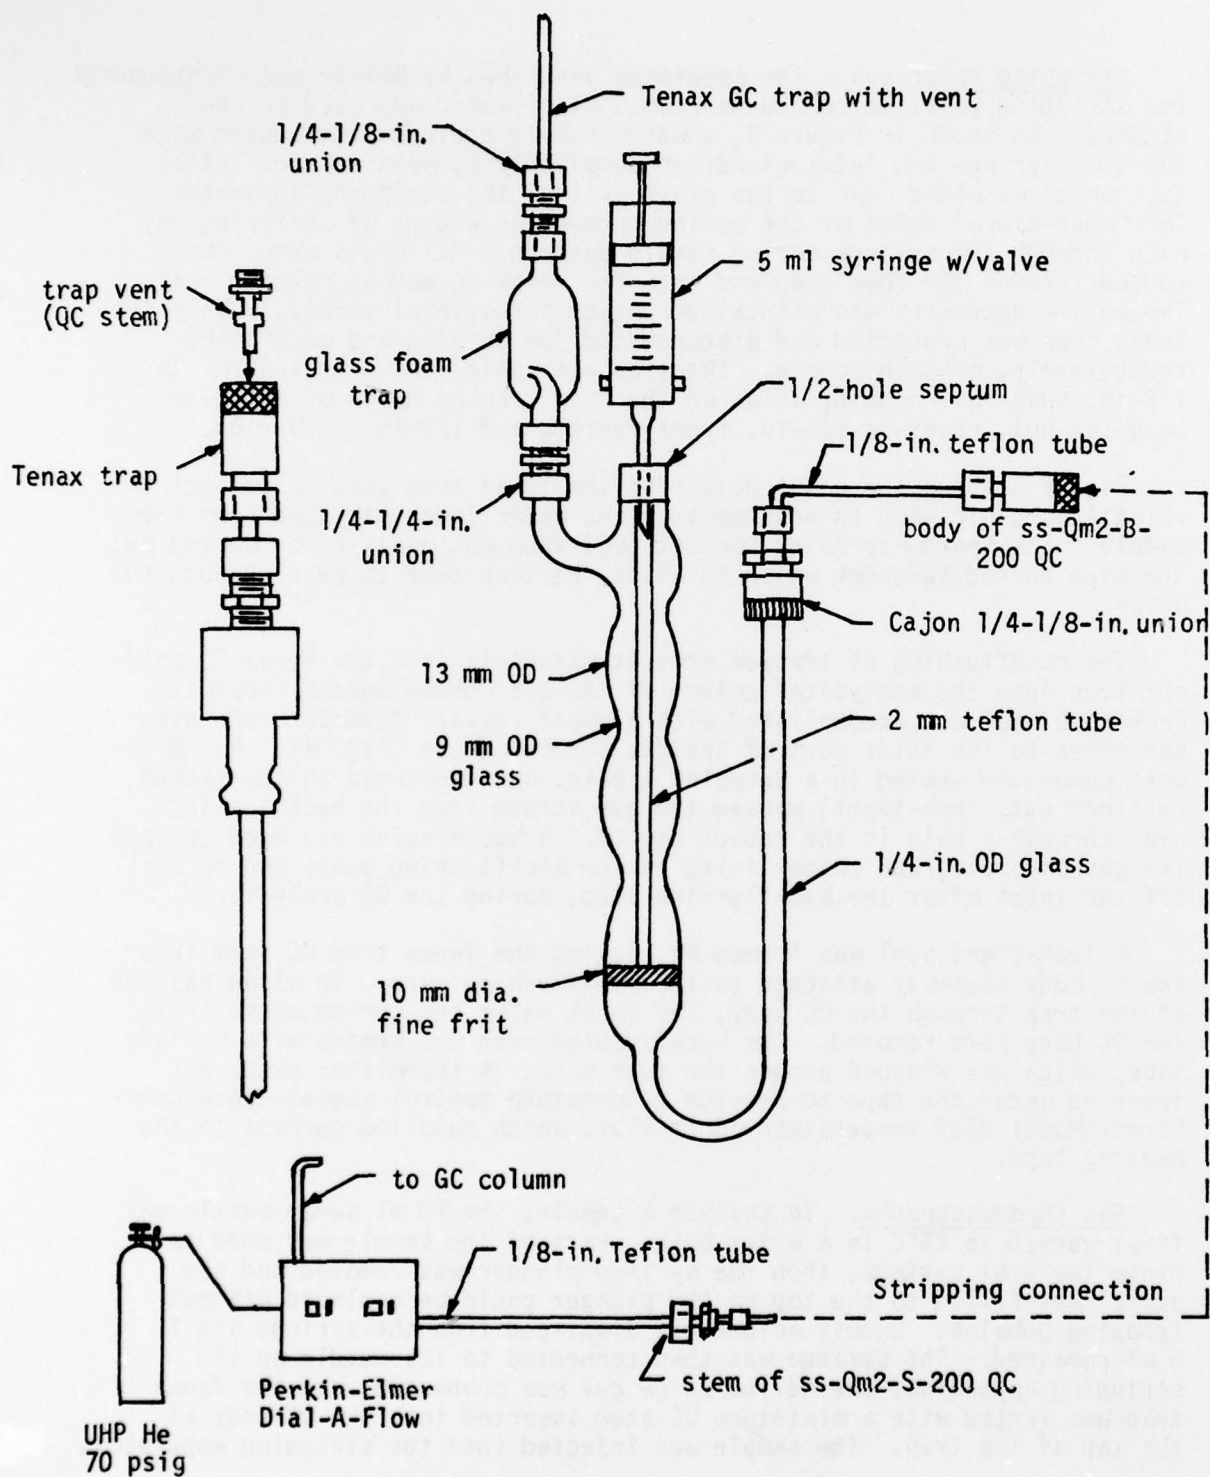 Tenax GC trap with vent
1/4-1/8-in.
union
5 ml syringe w/valve
trap vent
(QC stem)
glass foam
trap
1/2-hole septum
1/8-in. teflon tube
Tenax trap
1/4-1/4-in.
union
body of ss-Qm2-B-
200 QC
Cajon 1/4-1/8-in. union
13 mm OD
2 mm teflon tube
9 mm OD
glass
1/4-in. OD glass
10 mm dia.
fine frit
to GC column
1/8-in. Teflon tube
Stripping connection
stem of ss-Qm2-S-200 QC
Perkin-Elmer
Dial-A-Flow
UHP He
70 psig